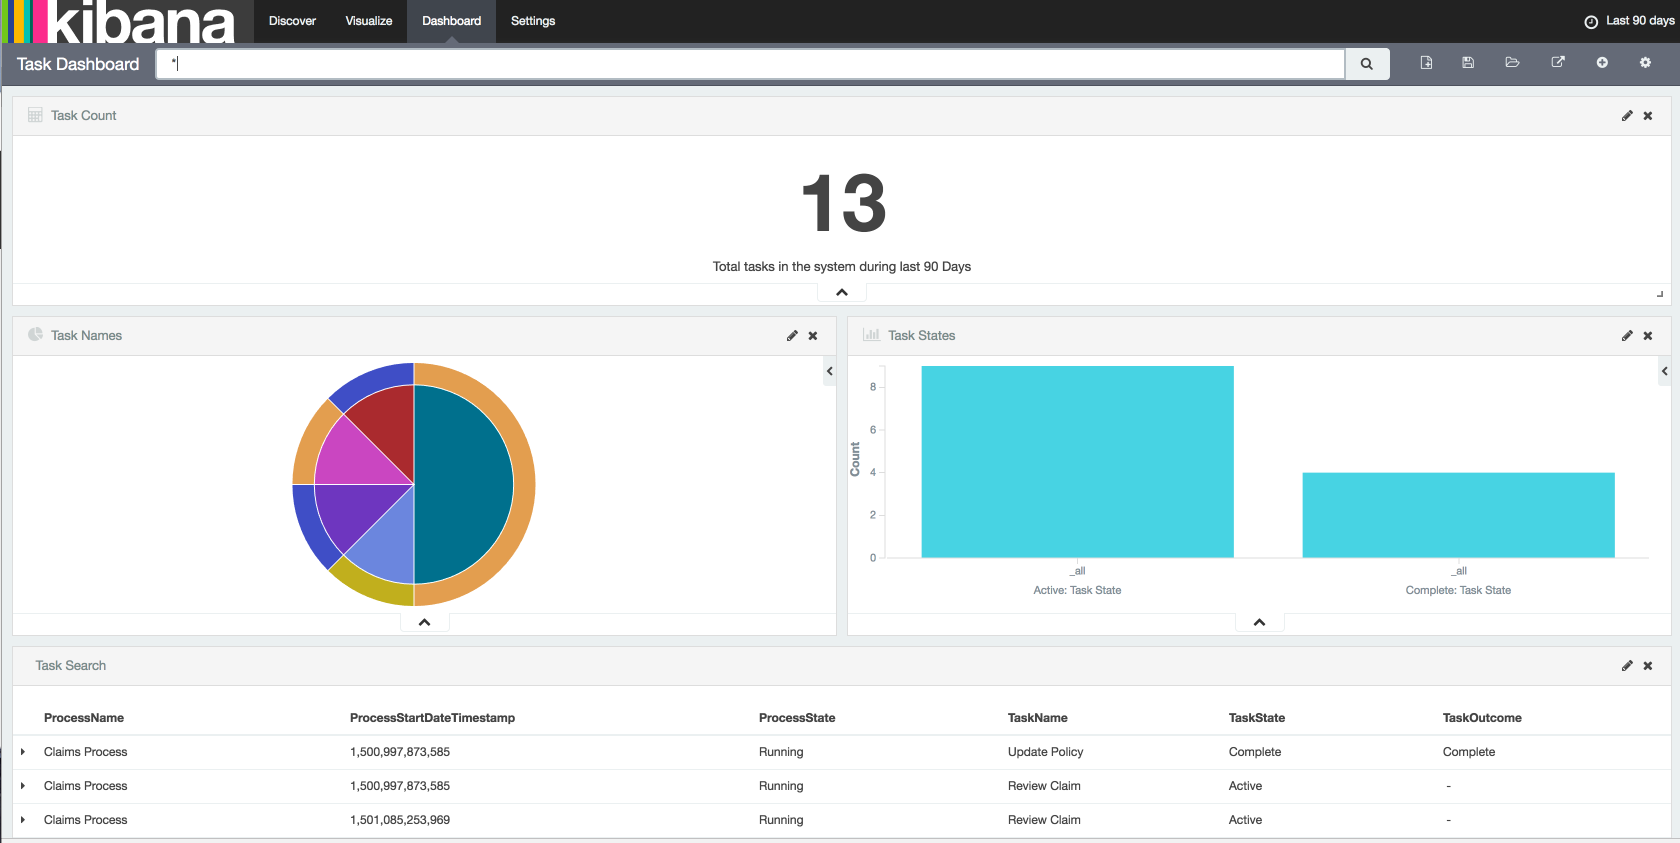 kibana Discover Visualize Dashboard Settings Last 90 days
Task Dashboard *
Task Count
13
Total tasks in the system during last 90 Days
Task Names
Task States
8
6
4
2
0
Count
_all _all
Active: Task State Complete: Task State
Task Search
ProcessName ProcessStartDateTimestamp ProcessState TaskName TaskState TaskOutcome
Claims Process 1,500,997,873,585 Running Update Policy Complete Complete
Claims Process 1,500,997,873,585 Running Review Claim Active -
Claims Process 1,501,085,253,969 Running Review Claim Active -